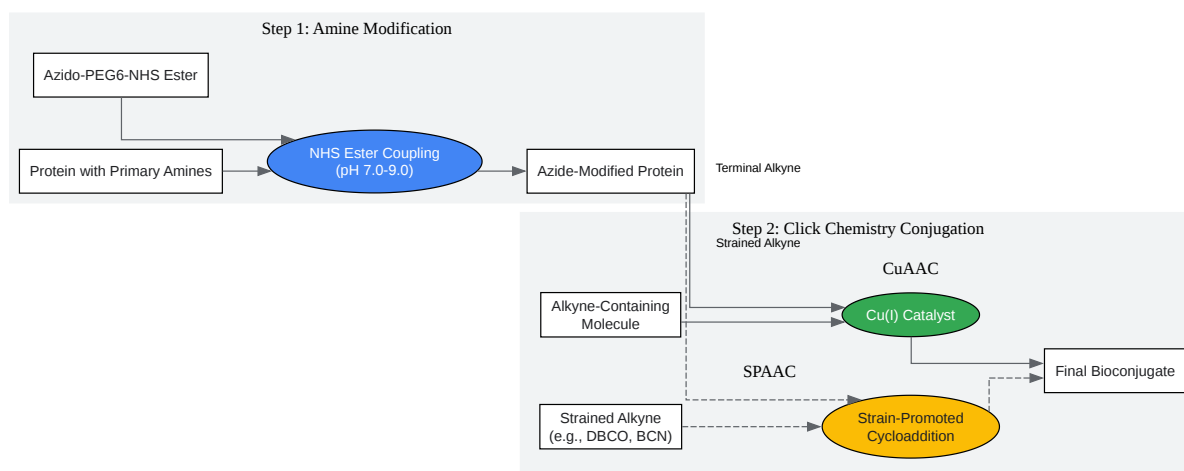 Step 1: Amine Modification
Azido-PEG6-NHS Ester
Protein with Primary Amines
NHS Ester Coupling
(pH 7.0-9.0)
Azide-Modified Protein
Terminal Alkyne
Step 2: Click Chemistry Conjugation
Strained Alkyne
CuAAC
Alkyne-Containing
Molecule
Cu(I) Catalyst
SPAAC
Final Bioconjugate
Strained Alkyne
(e.g., DBCO, BCN)
Strain-Promoted
Cycloaddition